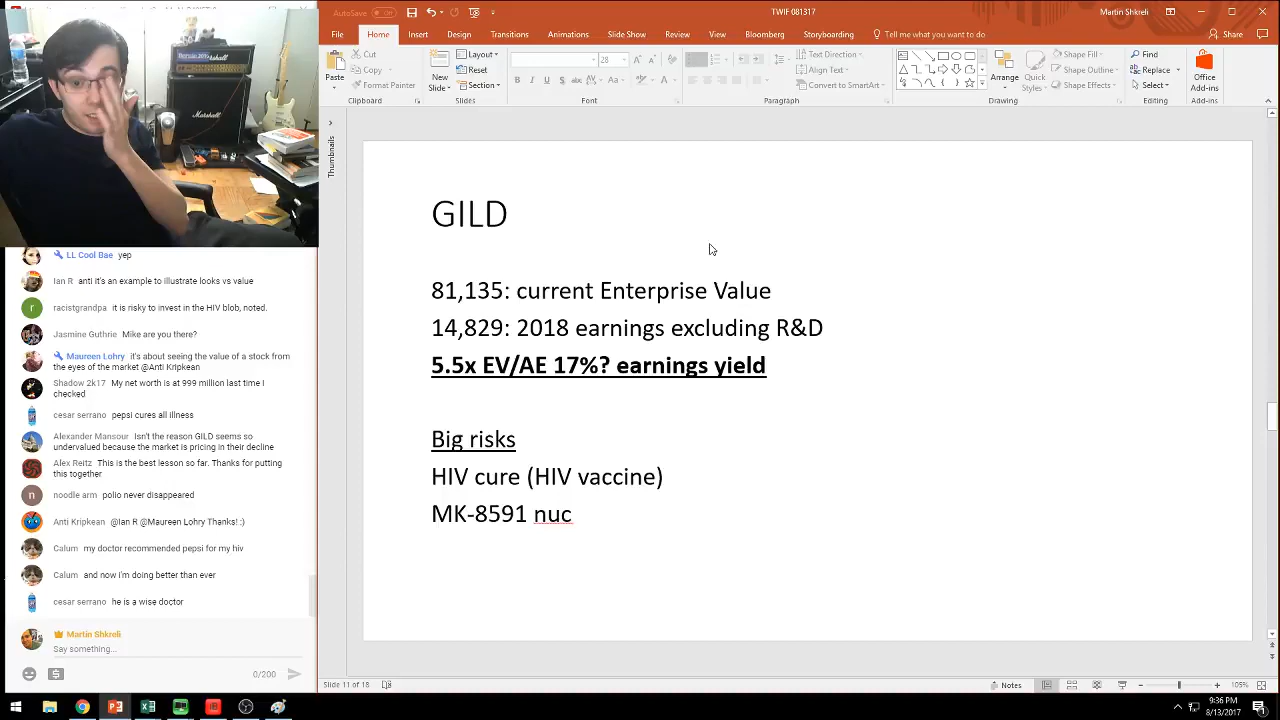 AutoSave
Off
TWIF 081317
Martin Shkreli
File
Home
Insert
Design
Transitions
Animations
Slide Show
Review
View
Bloomberg
Storyboarding
Tell me what you want to do
Share
Paste
Cut
Copy
Format Painter
Clipboard
New
Slide
Layout
Reset
Section
Slides
28
Font
Text Direction
Align Text
Convert to SmartArt
Paragraph
Arrange
Quick
Styles
Shape Fill
Shape Outline
Shape Effects
Drawing
Find
Replace
Select
Editing
Office
Add-ins
Add-ins
Marshall
Thumbnails
GILD
81,135: current Enterprise Value
14,829: 2018 earnings excluding R&D
5.5x EV/AE 17%? earnings yield
Big risks
HIV cure (HIV vaccine)
MK-8591 nuc
LL Cool Bae yep
Ian R anti it's an example to illustrate looks vs value
racistgrandpa it is risky to invest in the HIV blob, noted.
Jasmine Guthrie Mike are you there?
Maureen Lohry it's about seeing the value of a stock from
the eyes of the market @Anti Kripkean
Shadow 2k17 My net worth is at 999 million last time I
checked
cesar serrano pepsi cures all illness
Alexander Mansour Isn't the reason GILD seems so
undervalued because the market is pricing in their decline
Alex Reitz This is the best lesson so far. Thanks for putting
this together
noodle arm polio never disappeared
Anti Kripkean @Ian R @Maureen Lohry Thanks! :)
Calum my doctor recommended pepsi for my hiv
Calum and now i'm doing better than ever
cesar serrano he is a wise doctor
Martin Shkreli
Say something...
0/200
Slide 11 of 18
Notes
105%
9:36 PM
8/13/2017